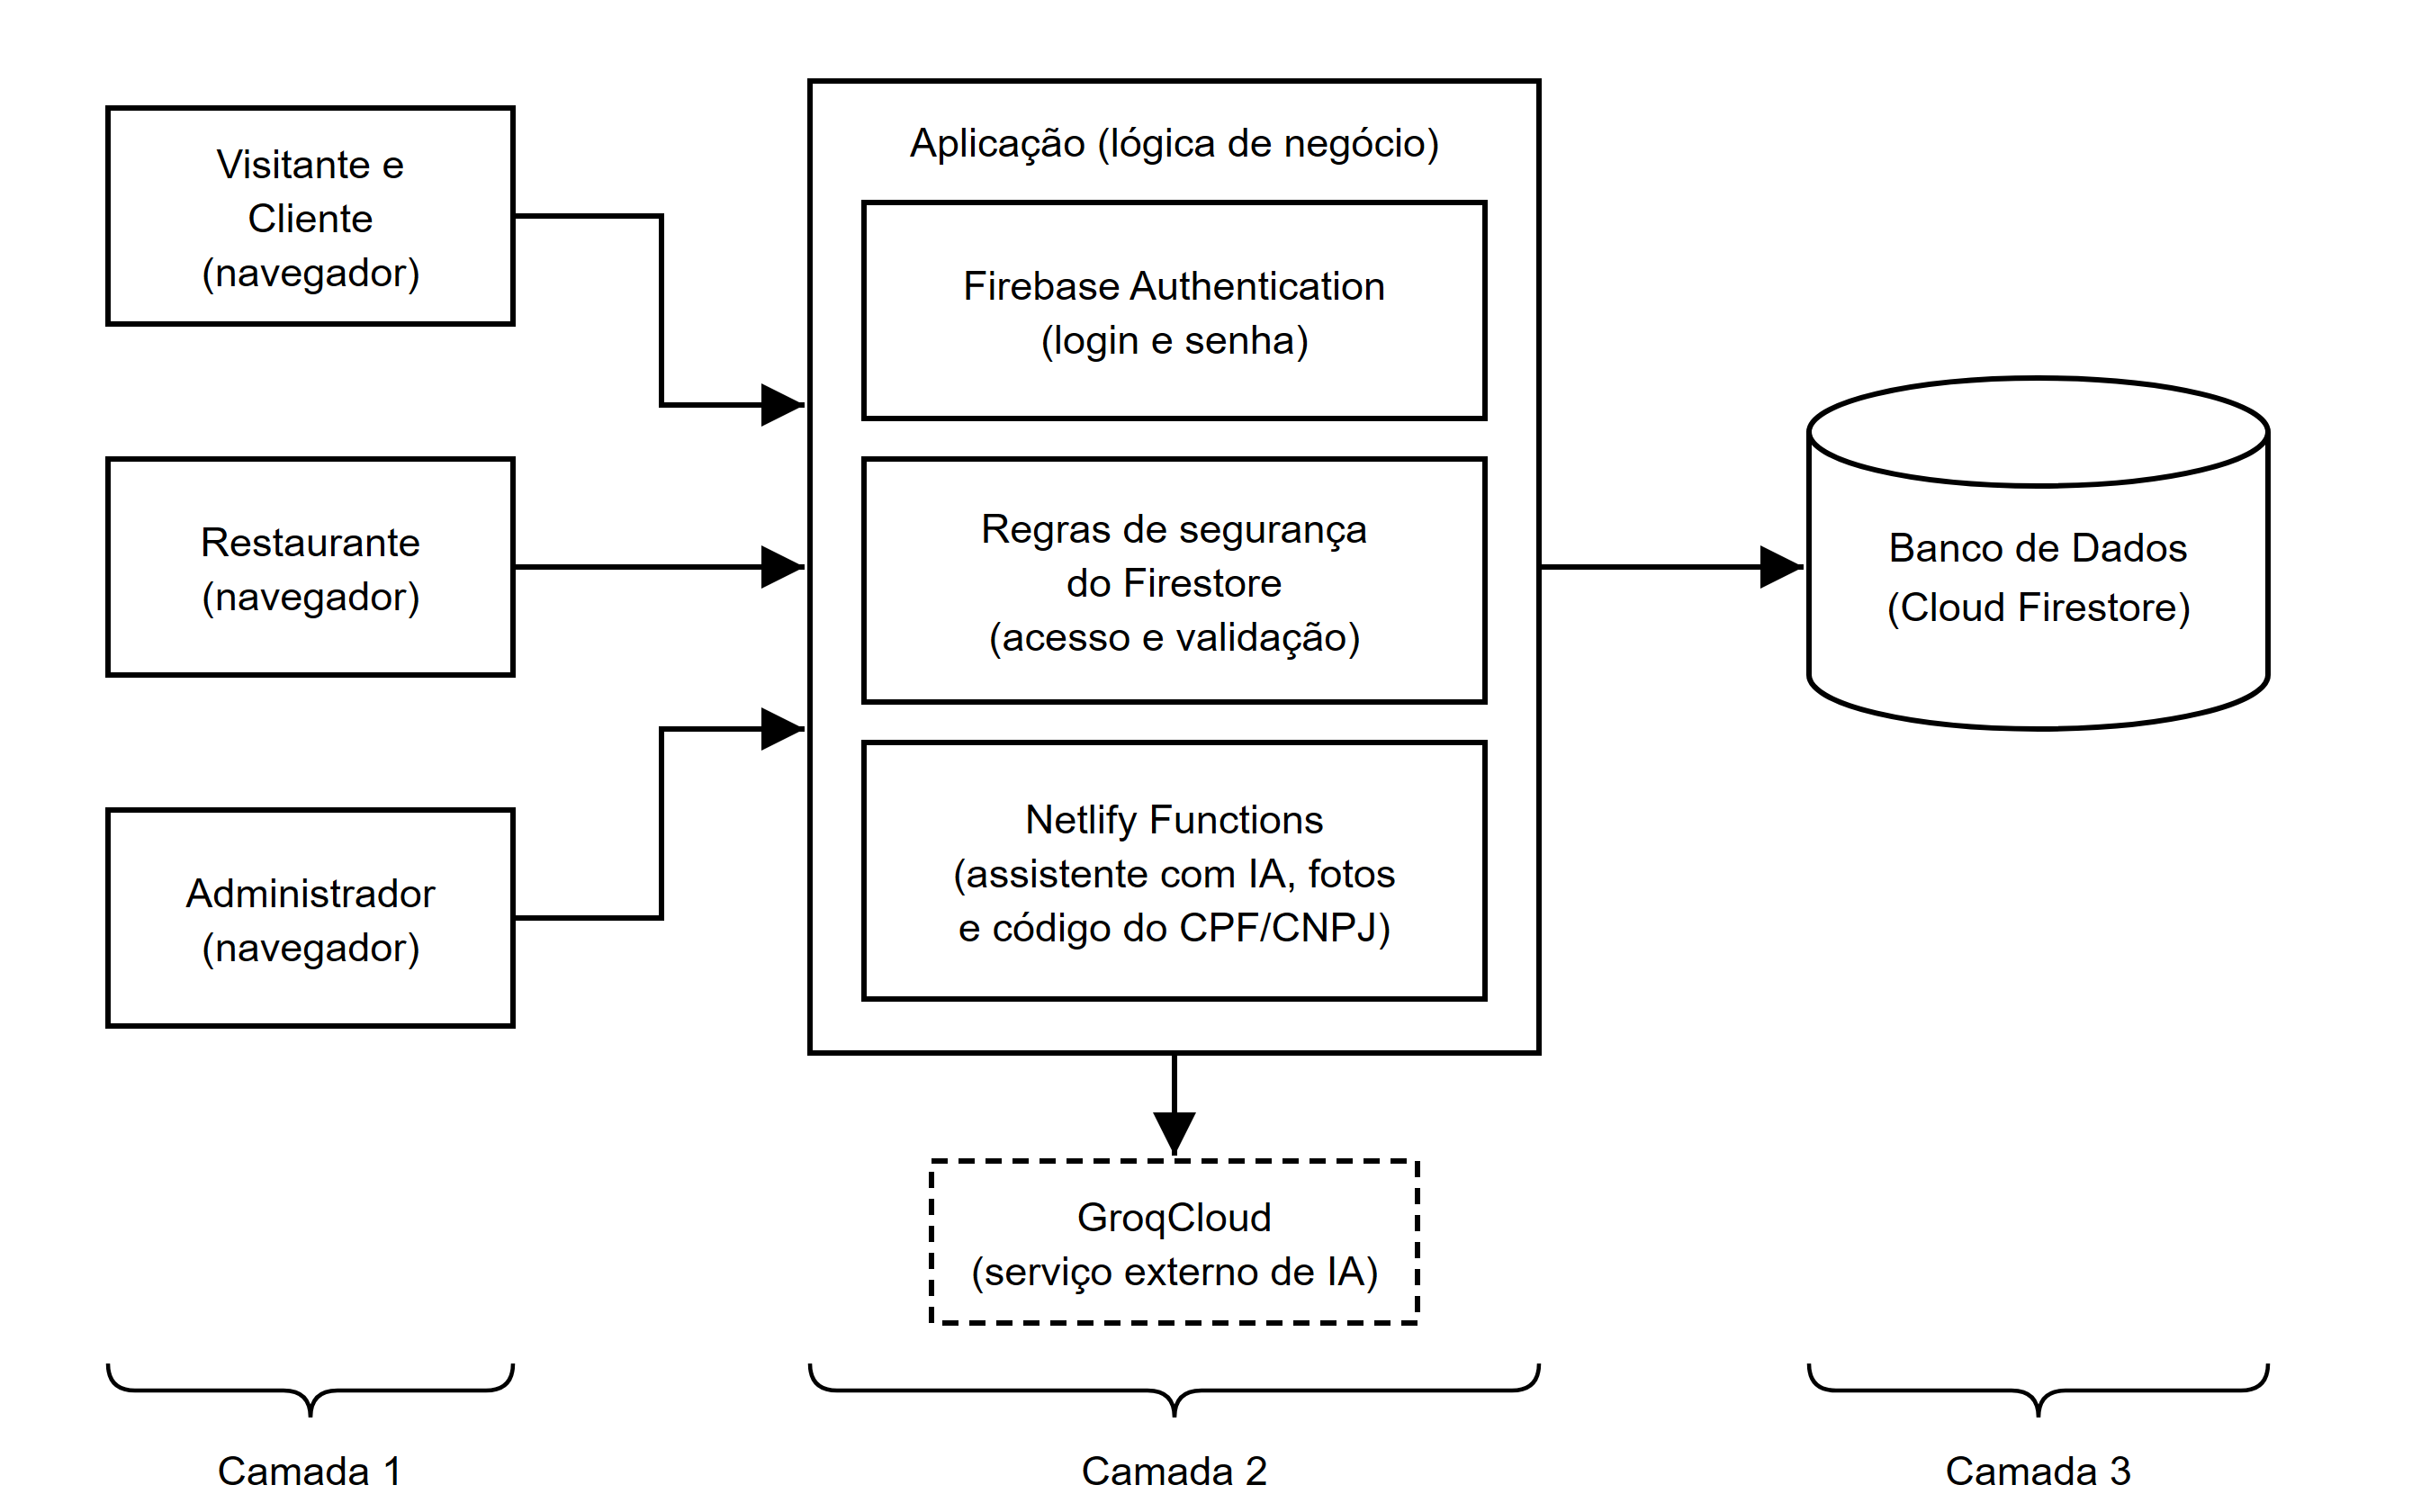 Visitante e
Cliente
(navegador)
Restaurante
(navegador)
Administrador
(navegador)
Aplicação (lógica de negócio)
Firebase Authentication
(login e senha)
Regras de segurança
do Firestore
(acesso e validação)
Netlify Functions
(assistente com IA, fotos
e código do CPF/CNPJ)
GroqCloud
(serviço externo de IA)
Banco de Dados
(Cloud Firestore)
Camada 1
Camada 2
Camada 3